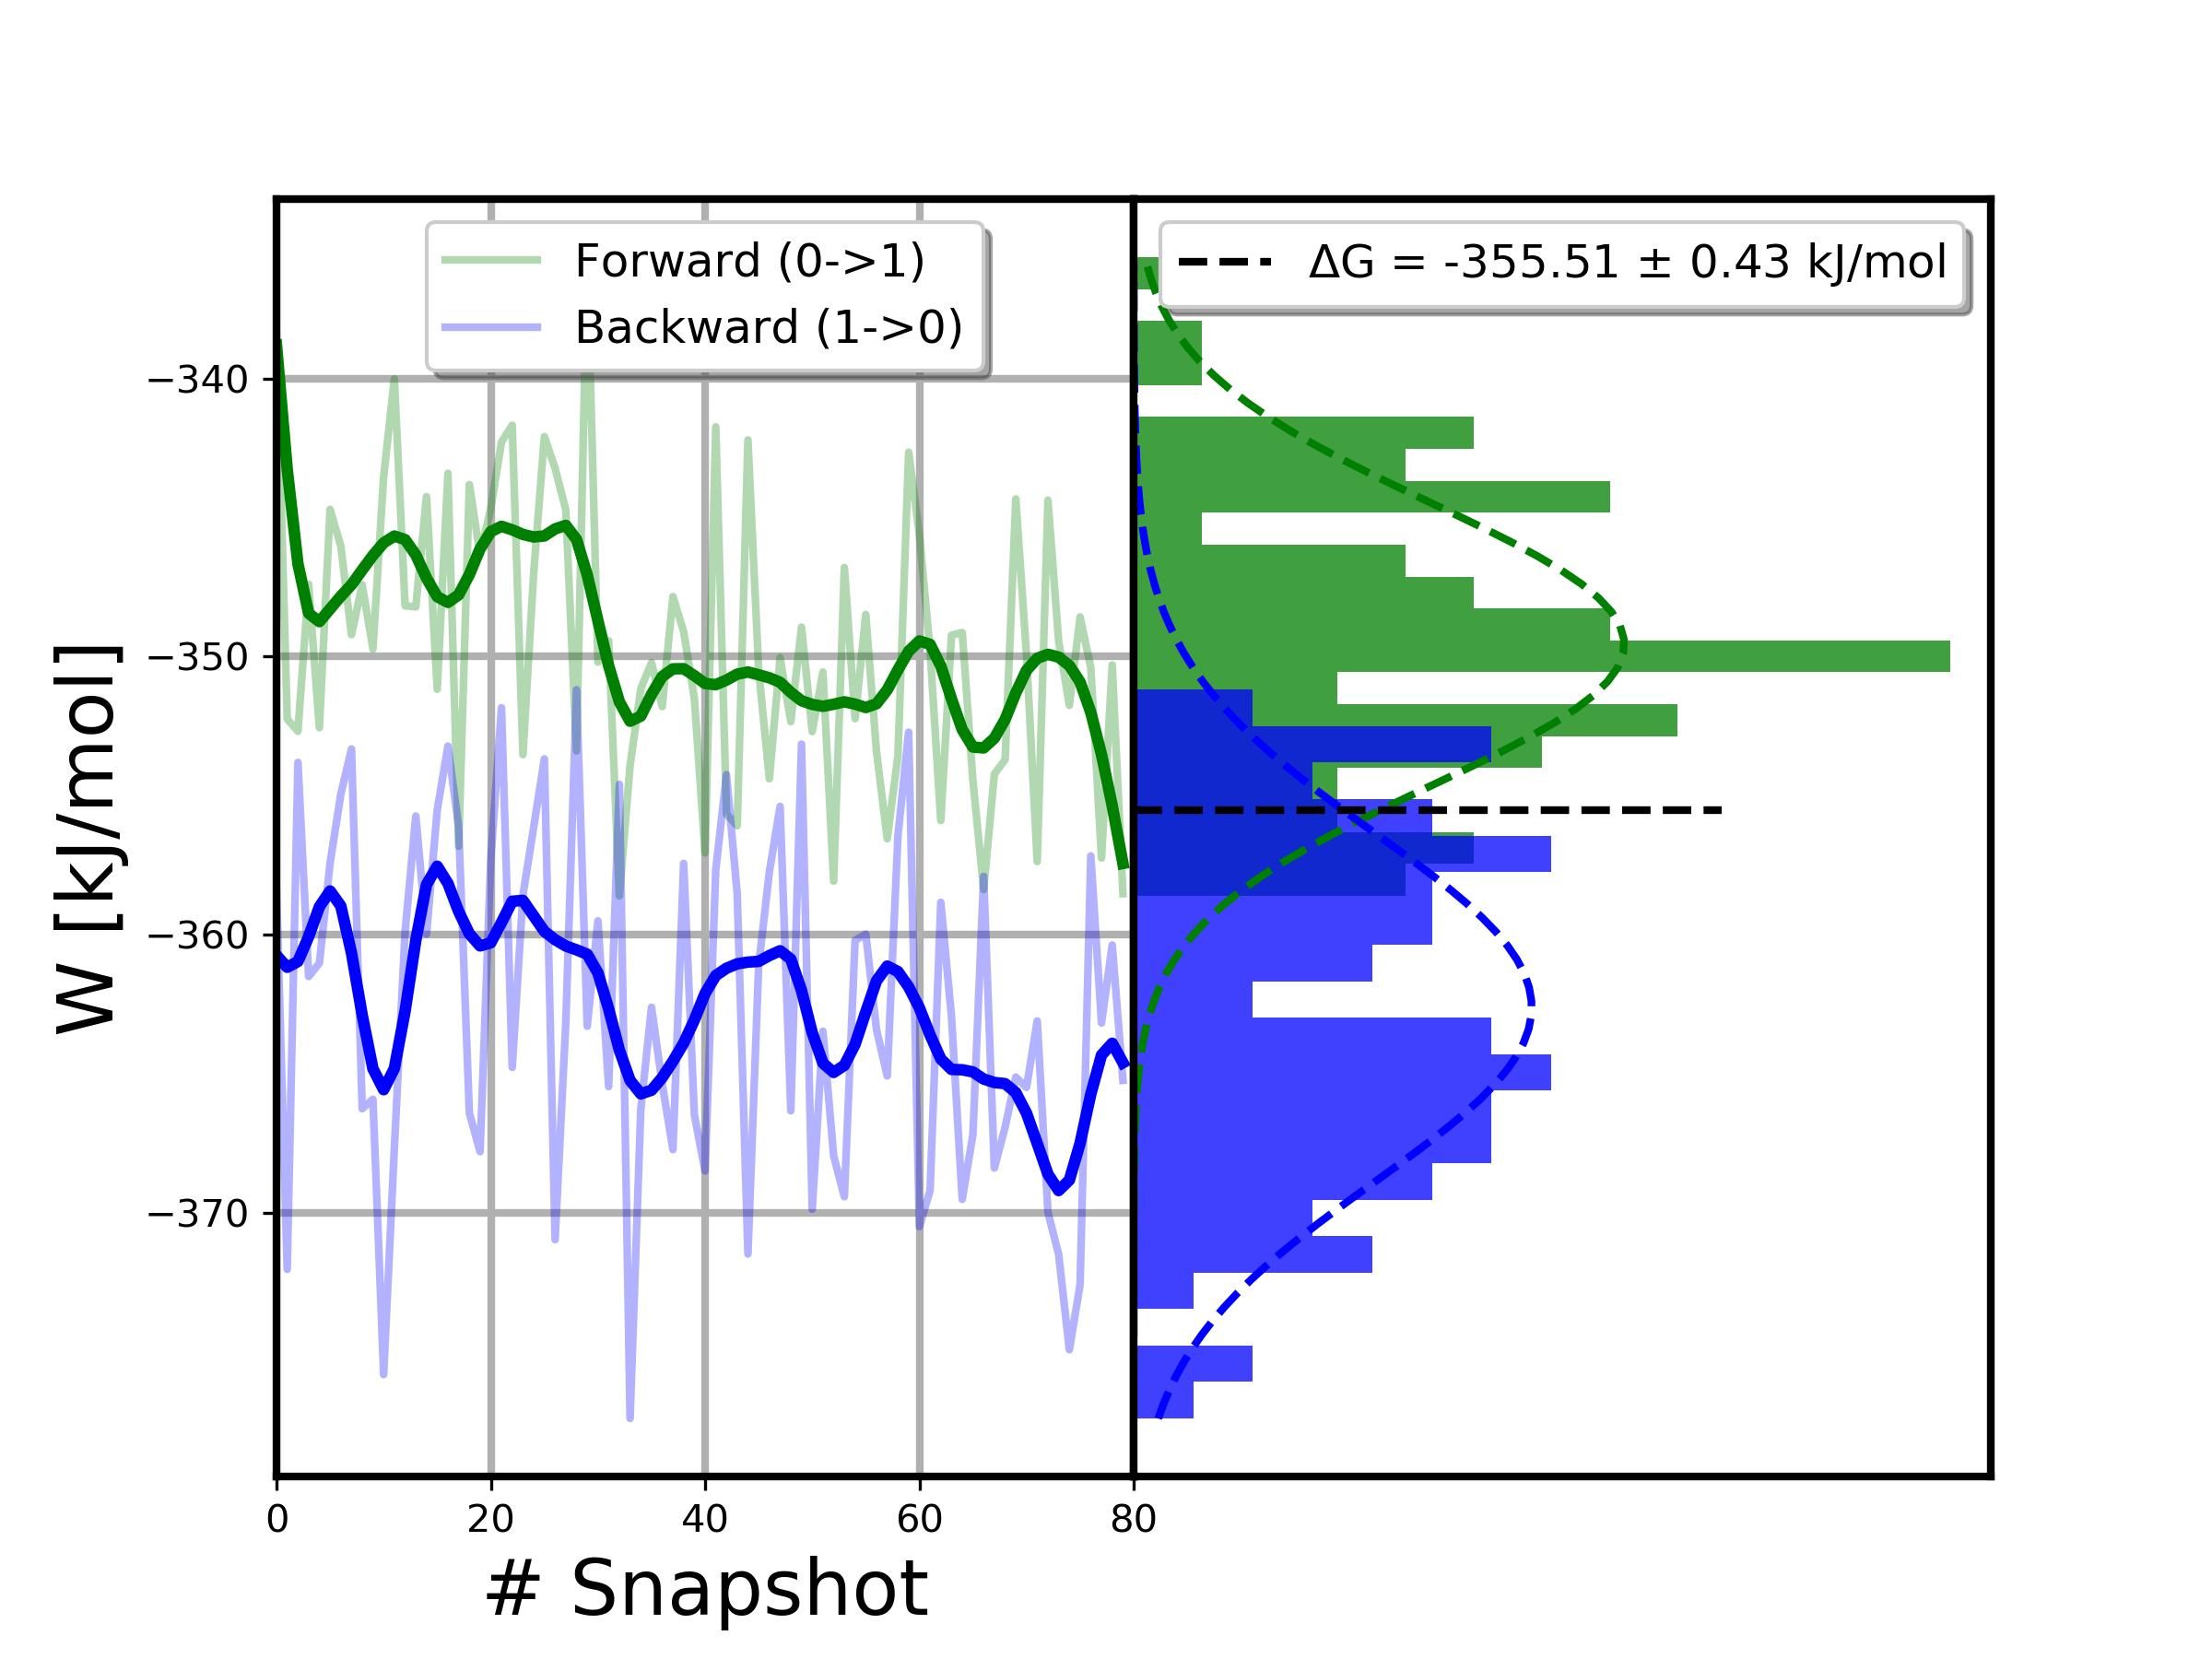 Forward (0->1)
Backward (1->0)
ΔG = -355.51 ± 0.43 kJ/mol
−340
−350
−360
−370
W [kJ/mol]
0 20 40 60 80
# Snapshot